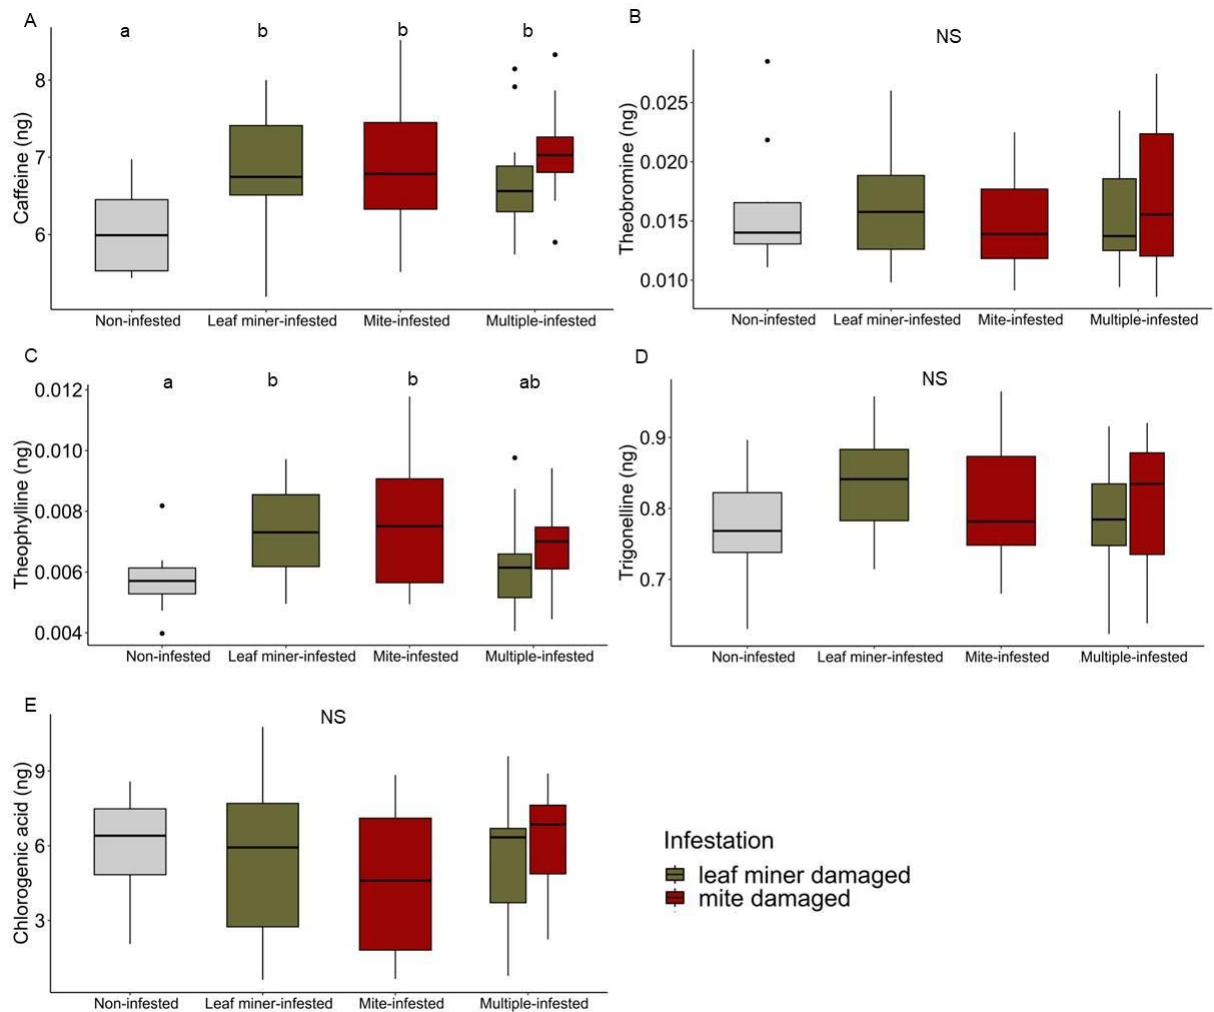 A
a b b b
Caffeine (ng)
8
7
6
Non-infested Leaf miner-infested Mite-infested Multiple-infested
B
NS
Theobromine (ng)
0.025
0.020
0.015
0.010
Non-infested Leaf miner-infested Mite-infested Multiple-infested
C
a b b ab
Theophylline (ng)
0.012
0.010
0.008
0.006
0.004
Non-infested Leaf miner-infested Mite-infested Multiple-infested
D
NS
Trigonelline (ng)
0.9
0.8
0.7
Non-infested Leaf miner-infested Mite-infested Multiple-infested
E
NS
Chlorogenic acid (ng)
9
6
3
Non-infested Leaf miner-infested Mite-infested Multiple-infested
Infestation
leaf miner damaged
mite damaged